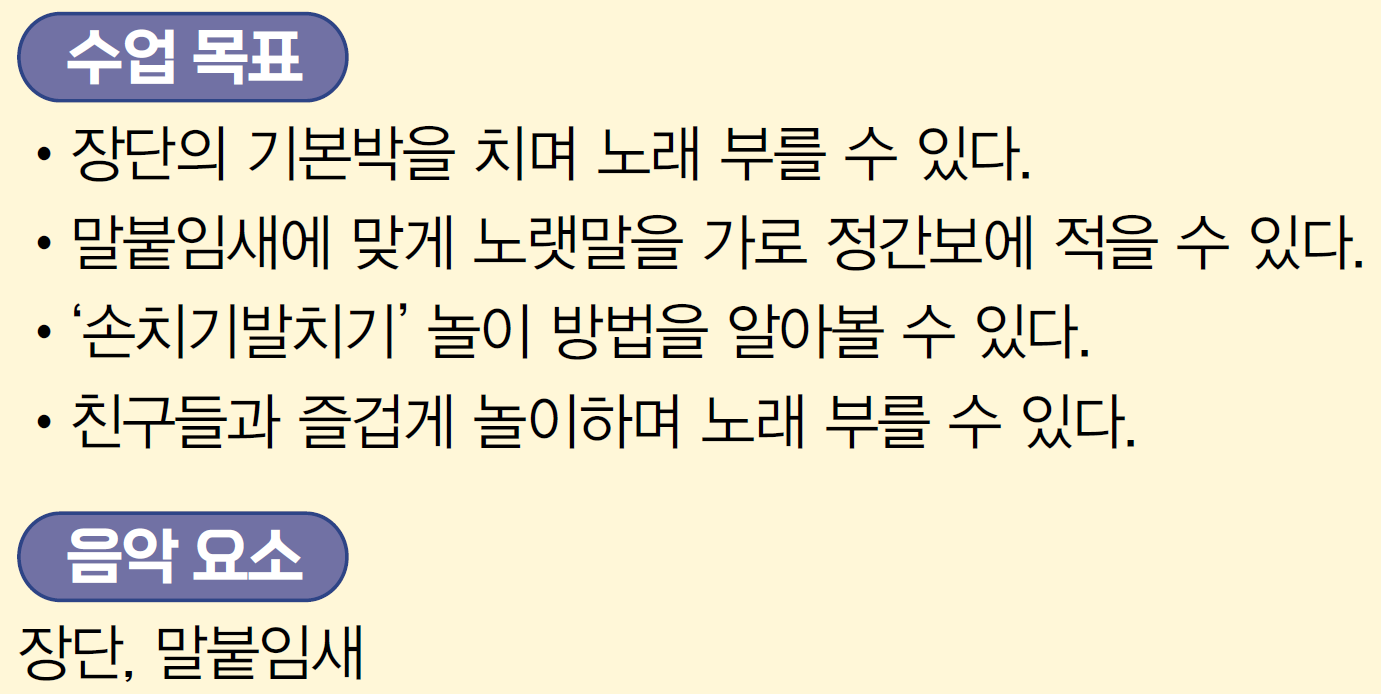 수업 목표
• 장단의 기본박을 치며 노래 부를 수 있다.
• 말붙임새에 맞게 노랫말을 가로 정간보에 적을 수 있다.
• ‘손치기발치기’ 놀이 방법을 알아볼 수 있다.
• 친구들과 즐겁게 놀이하며 노래 부를 수 있다.
음악 요소
장단, 말붙임새